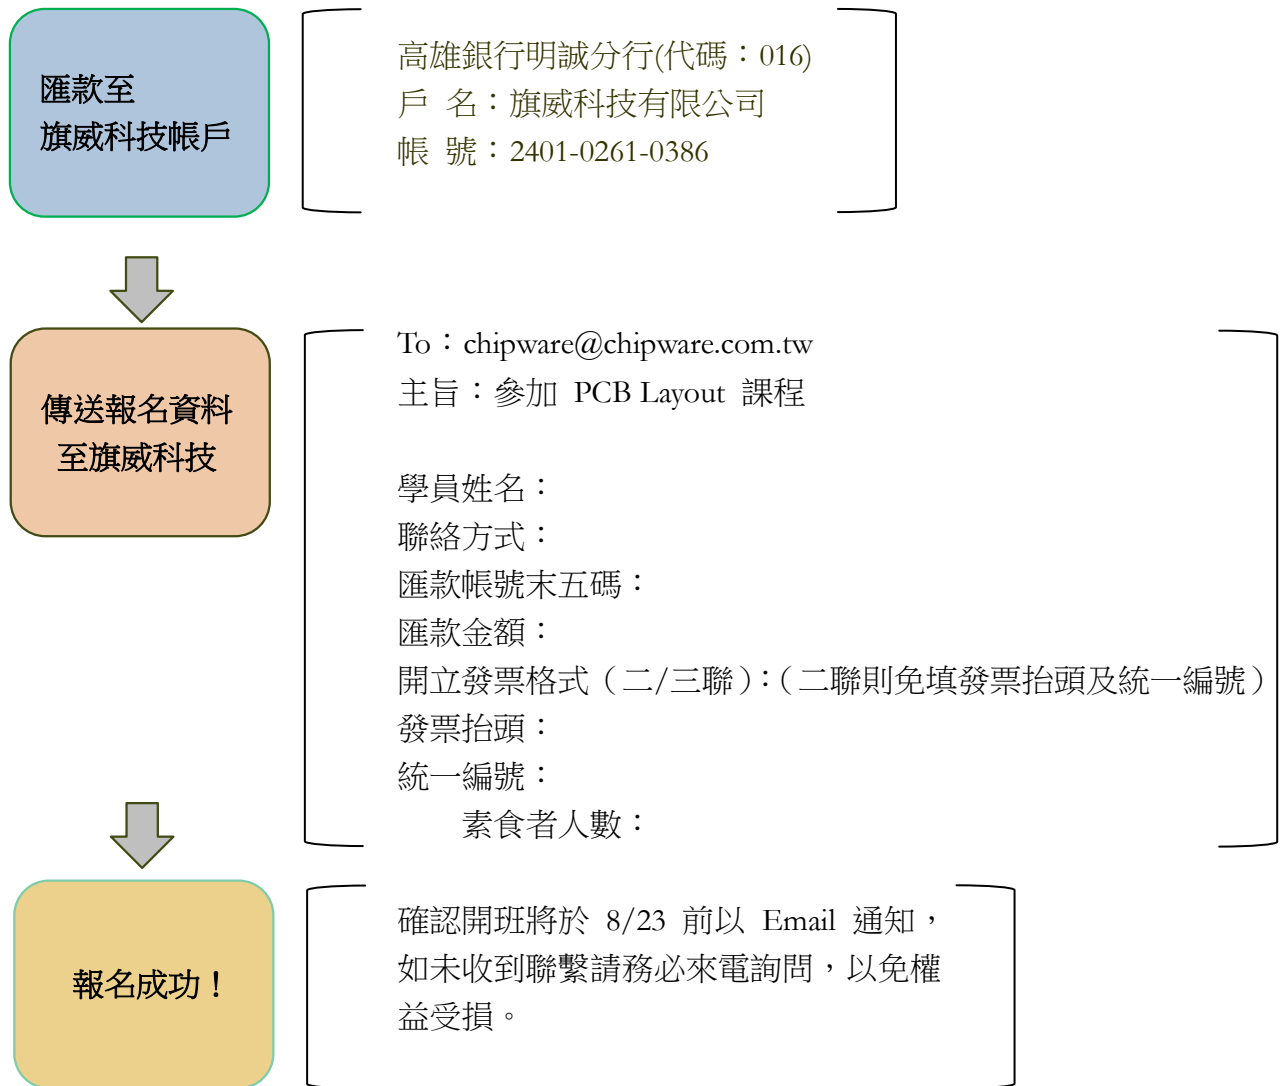 匯款至
旗威科技帳戶
高雄銀行明誠分行(代碼：016)
戶 名：旗威科技有限公司
帳 號：2401-0261-0386
傳送報名資料
至旗威科技
To：chipware@chipware.com.tw
主旨：參加 PCB Layout 課程
學員姓名：
聯絡方式：
匯款帳號末五碼：
匯款金額：
開立發票格式（二/三聯）：（二聯則免填發票抬頭及統一編號）
發票抬頭：
統一編號：
素食者人數：
報名成功！
確認開班將於 8/23 前以 Email 通知，
如未收到聯繫請務必來電詢問，以免權
益受損。